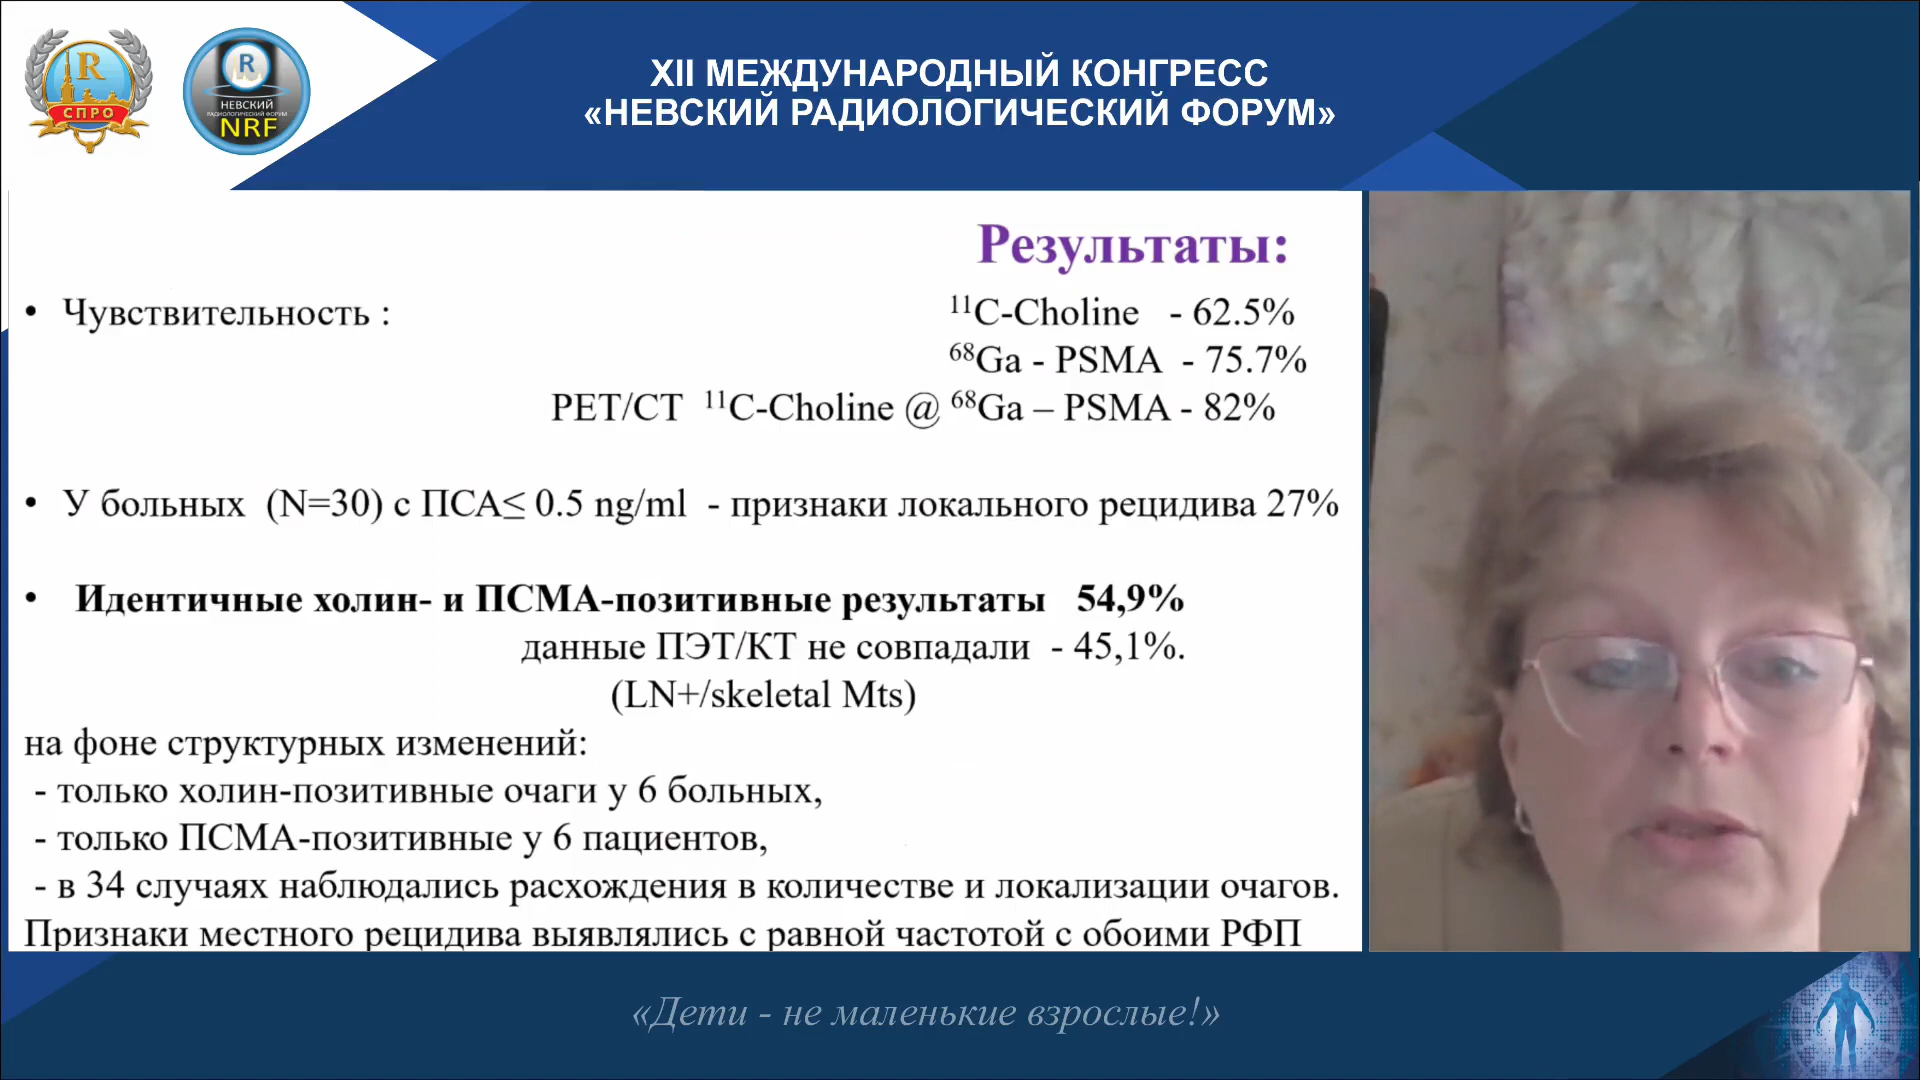 СПРО
R
R
НЕВСКИЙ
РАДИОЛОГИЧЕСКИЙ ФОРУМ
NRF
XII МЕЖДУНАРОДНЫЙ КОНГРЕСС
«НЕВСКИЙ РАДИОЛОГИЧЕСКИЙ ФОРУМ»
Результаты:
• Чувствительность : ¹¹C-Choline - 62.5%
⁶⁸Ga - PSMA - 75.7%
PET/CT ¹¹C-Choline @ ⁶⁸Ga – PSMA - 82%
• У больных (N=30) с ПСА≤ 0.5 ng/ml - признаки локального рецидива 27%
• Идентичные холин- и ПСМА-позитивные результаты 54,9%
данные ПЭТ/КТ не совпадали - 45,1%.
(LN+/skeletal Mts)
на фоне структурных изменений:
- только холин-позитивные очаги у 6 больных,
- только ПСМА-позитивные у 6 пациентов,
- в 34 случаях наблюдались расхождения в количестве и локализации очагов.
Признаки местного рецидива выявлялись с равной частотой с обоими РФП
«Дети - не маленькие взрослые!»